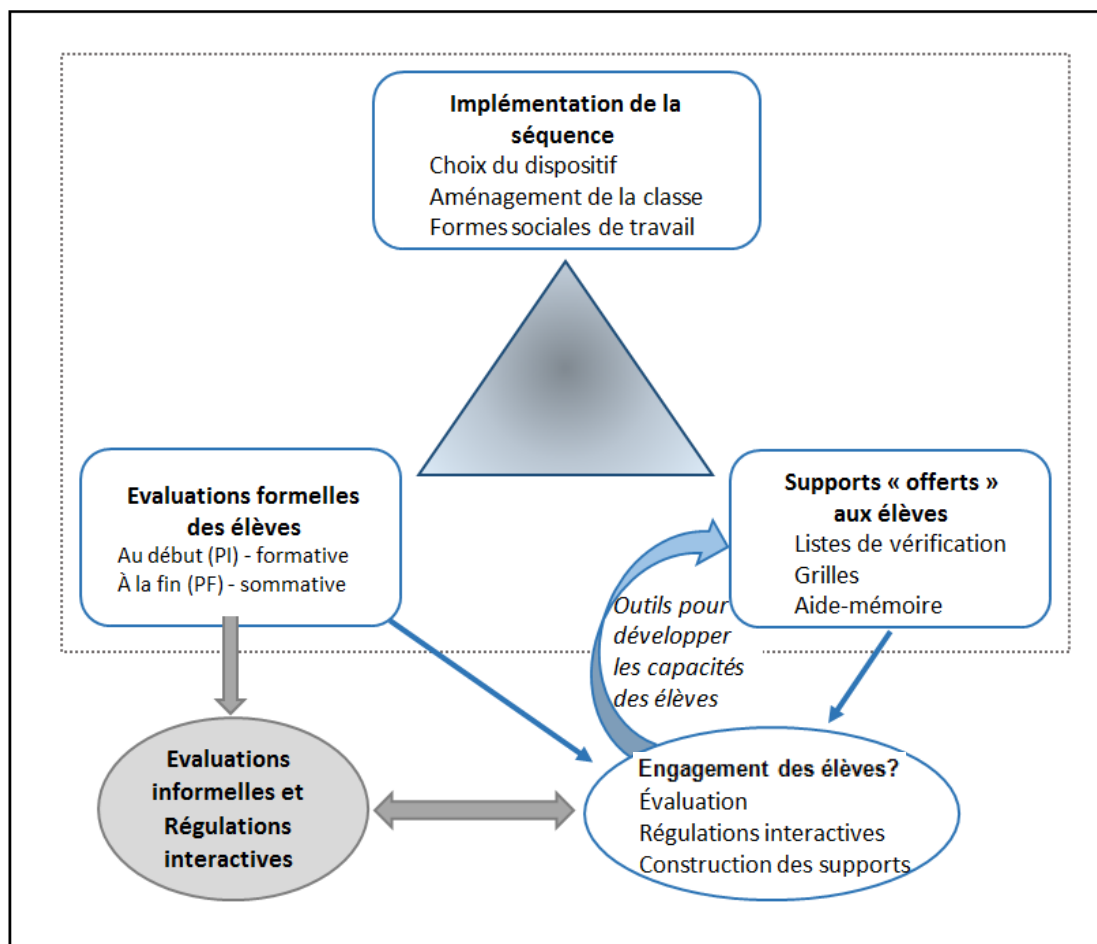 Implémentation de la
séquence
Choix du dispositif
Aménagement de la classe
Formes sociales de travail
Evaluations formelles
des élèves
Au début (PI) - formative
À la fin (PF) - sommative
Supports « offerts »
aux élèves
Listes de vérification
Grilles
Aide-mémoire
Outils pour
développer
les capacités
des élèves
Evaluations
informelles et
Régulations
interactives
Engagement des élèves?
Évaluation
Régulations interactives
Construction des supports